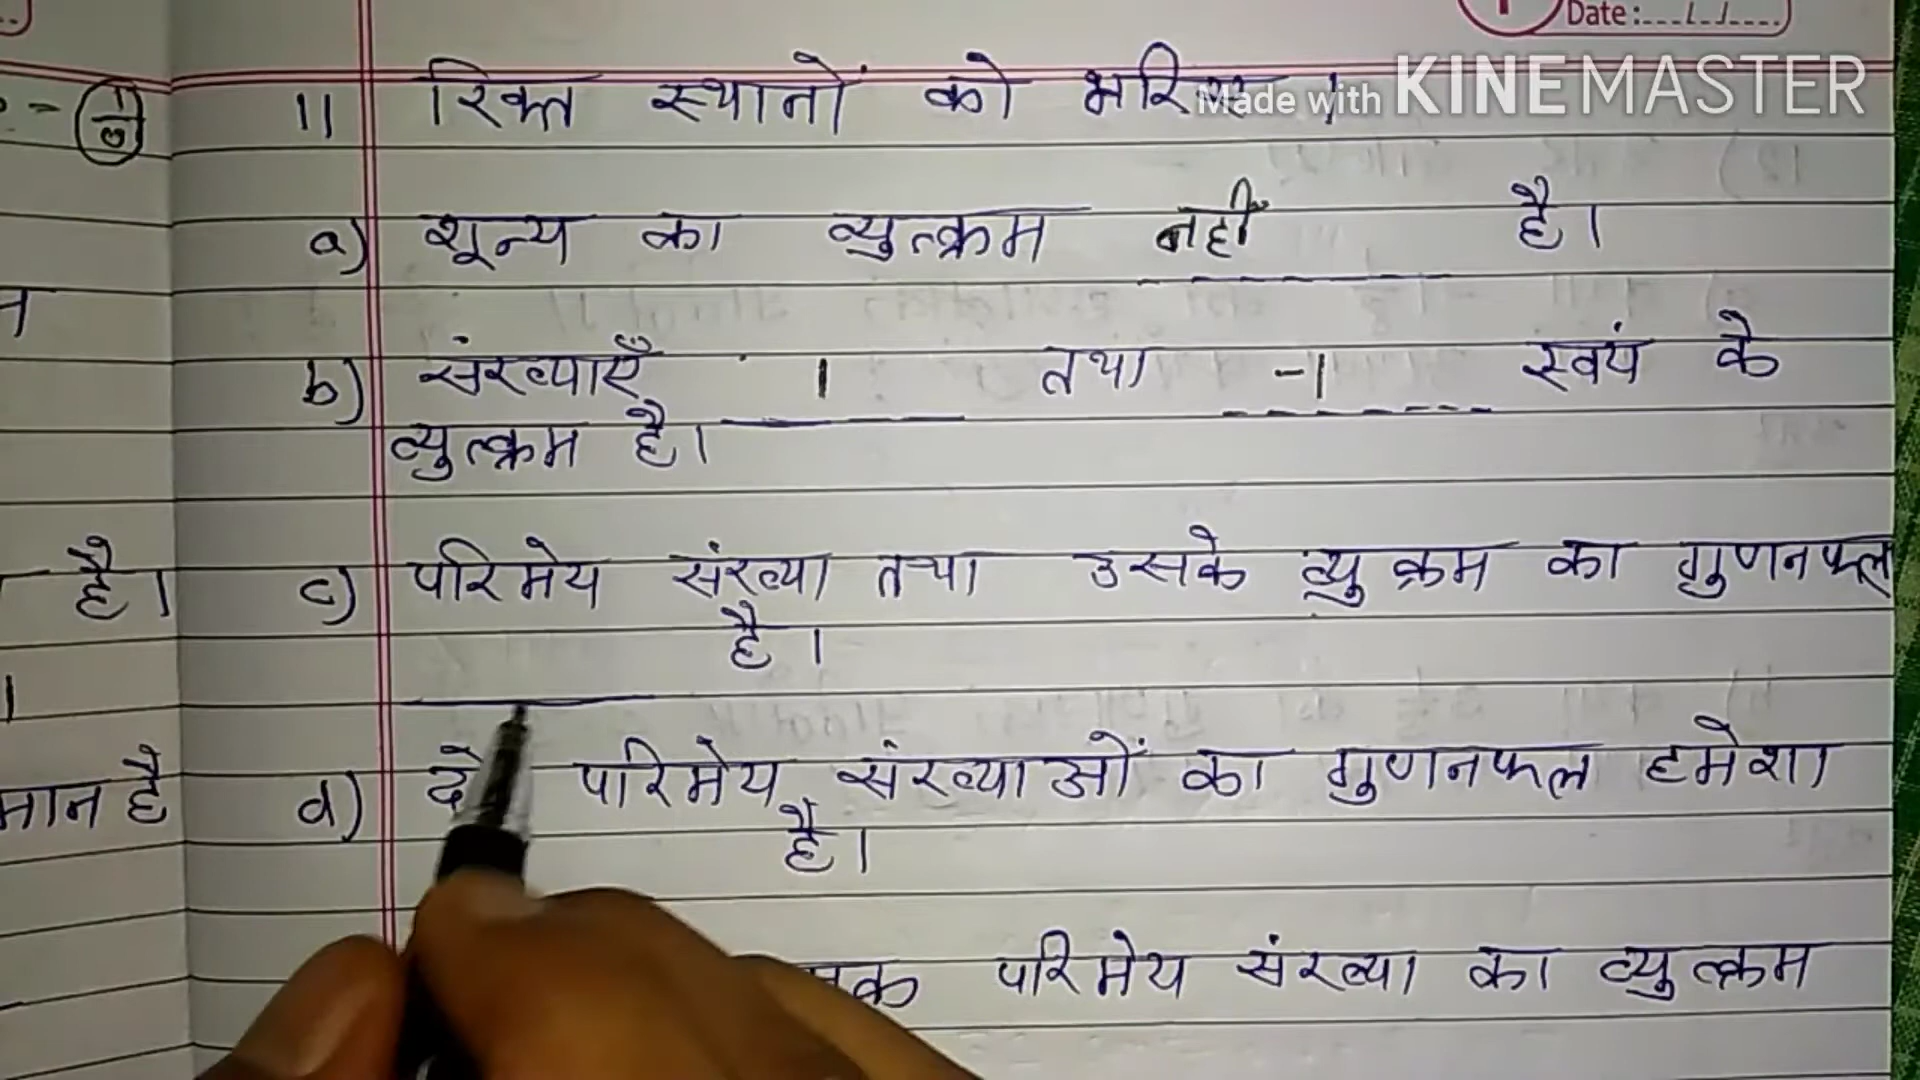 Date:
Made with KINEMASTER
11 रिक्त स्थानों को भरिए।
a) शून्य का व्युत्क्रम नहीं है।
b) संख्याएँ 1 तथा -1 स्वयं के
व्युत्क्रम है।
है। c) परिमेय संख्या तथा उसके व्युक्रम का गुणनफल
है।
मान है d) परिमेय संख्याओं का गुणनफल हमेशा
है।
परिमेय संख्या का व्युत्क्रम